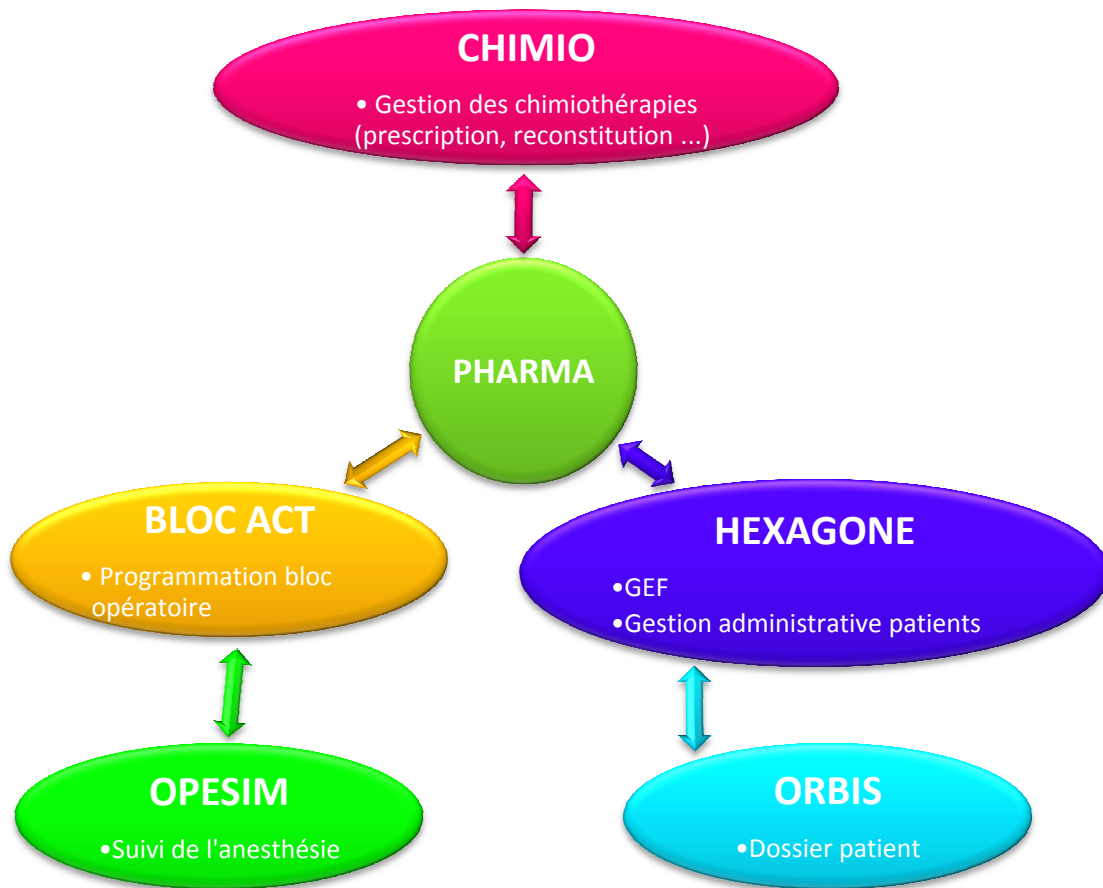 CHIMIO
• Gestion des chimiothérapies
(prescription, reconstitution ...)
PHARMA
BLOC ACT
• Programmation bloc
opératoire
HEXAGONE
•GEF
•Gestion administrative patients
OPESIM
•Suivi de l'anesthésie
ORBIS
•Dossier patient